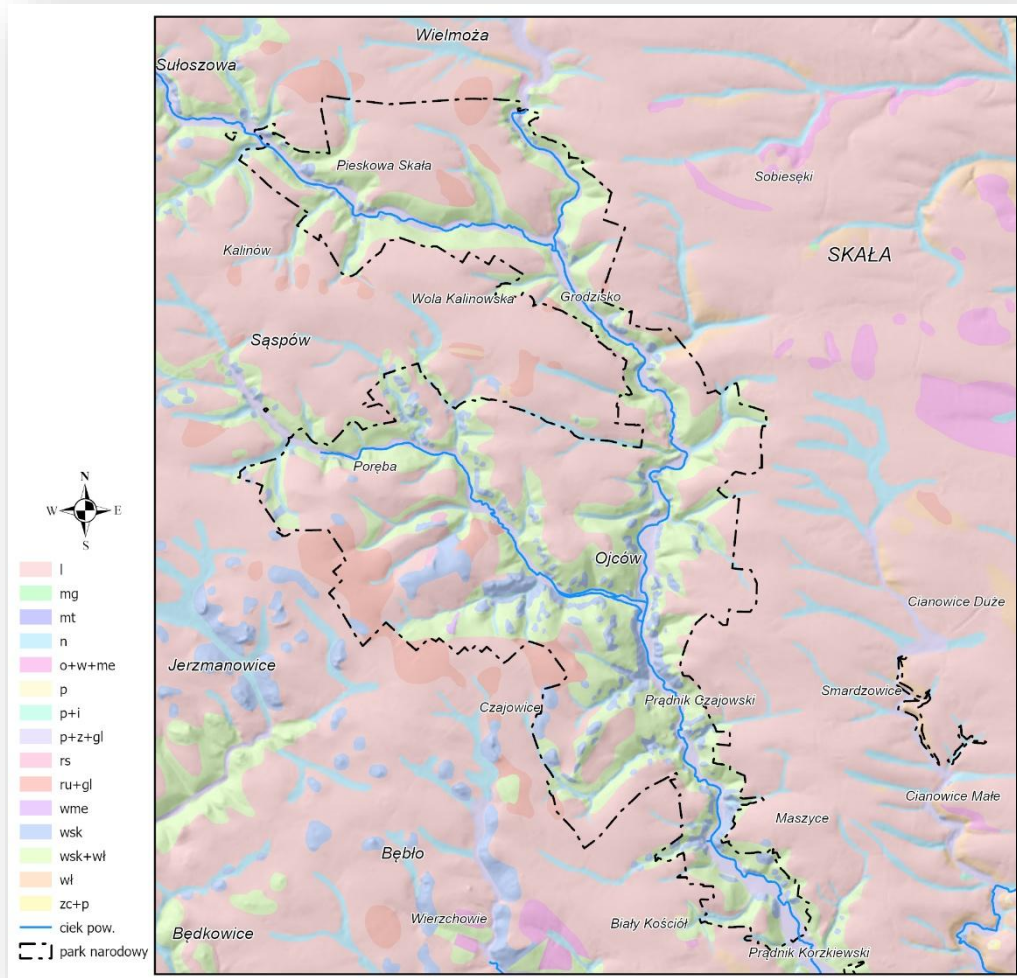 Wielmoża
Sułoszowa
Pieskowa Skała
Sobiesęki
Kalinów
SKAŁA
Wola Kalinowska
Grodzisko
Sąspów
Poręba
N
W
E
S
Ojców
l
mg
mt
n
o+w+me
p
p+i
p+z+gl
rs
ru+gl
wme
wsk
wsk+wł
wł
zc+p
ciek pow.
park narodowy
Cianowice Duże
Jerzmanowice
Smardzowice
Czajowice
Prądnik Czajowski
Cianowice Małe
Maszyce
Bębło
Wierzchowie
Biały Kościół
Będkowice
Prądnik Korzkiewski